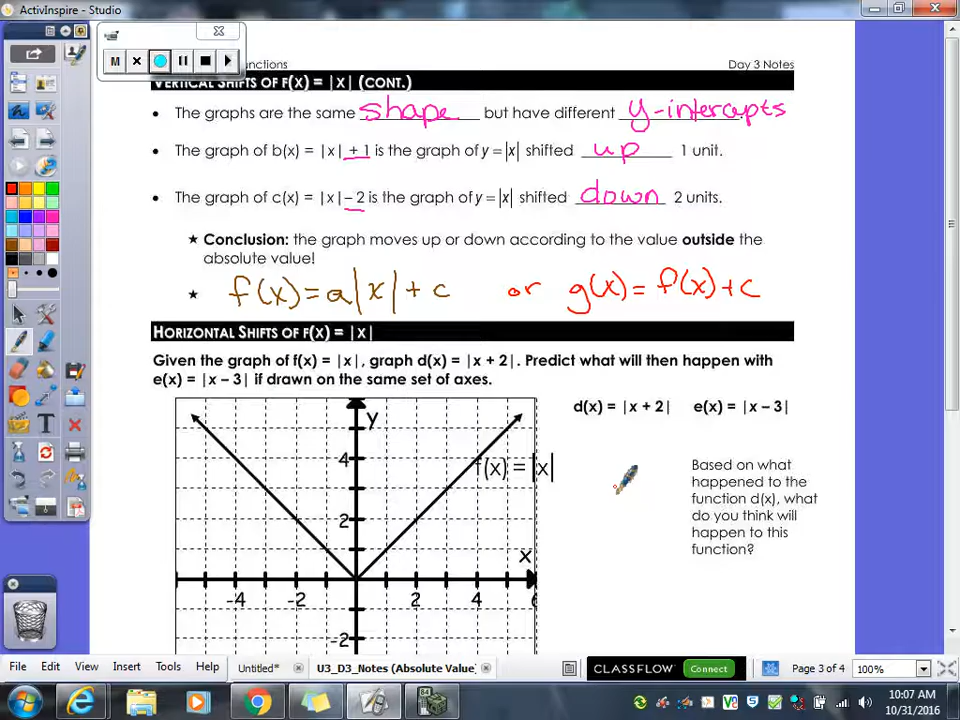 ActivInspire - Studio
M
nctions
Day 3 Notes
VERTICAL SHIFTS OF F(X) = |X| (CONT.)
• The graphs are the same shape but have different y-intercepts
• The graph of b(x) = |x| + 1 is the graph of y = |x| shifted up 1 unit.
• The graph of c(x) = |x| – 2 is the graph of y = |x| shifted down 2 units.
★ Conclusion: the graph moves up or down according to the value outside the
absolute value!
★ f(x) = a|x| + c or g(x) = f(x) + c
HORIZONTAL SHIFTS OF F(X) = |X|
Given the graph of f(x) = |x|, graph d(x) = |x + 2|. Predict what will then happen with
e(x) = |x – 3| if drawn on the same set of axes.
d(x) = |x + 2| e(x) = |x – 3|
y
4
f(x) = |x|
Based on what
happened to the
function d(x), what
do you think will
happen to this
function?
2
x
-4 -2 2 4 6
-2
File Edit View Insert Tools Help Untitled* U3_D3_Notes (Absolute Value) CLASSFLOW Connect Page 3 of 4 100%
84
10:07 AM
10/31/2016